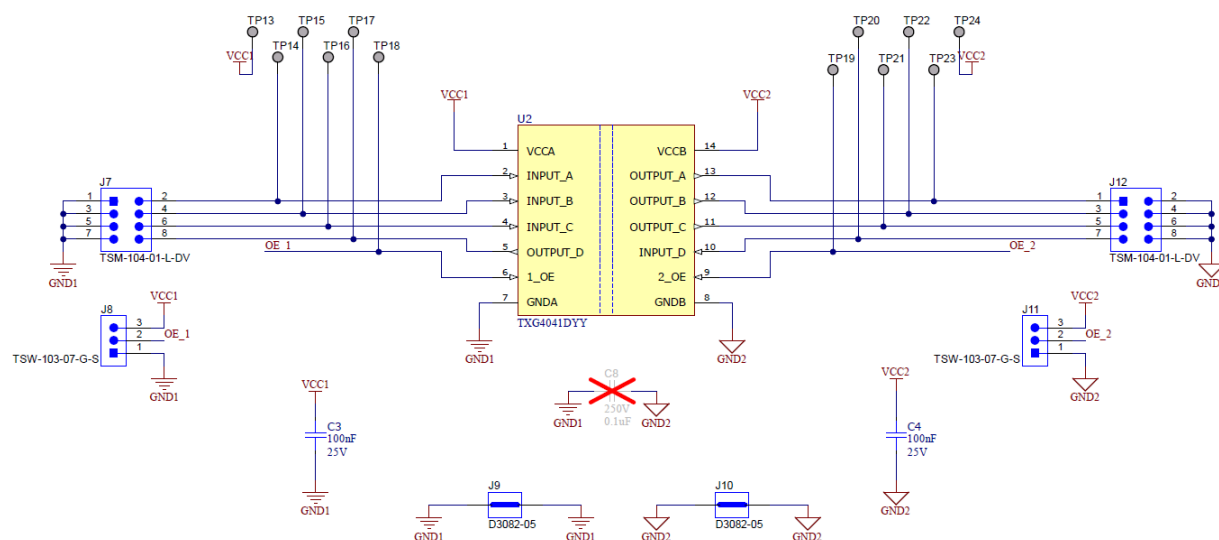 TP13
TP15
TP17
TP14
TP16
TP18
VCC1
TP20
TP22
TP24
TP19
TP21
TP23
VCC2
VCC1
VCC2
U2
1 VCCA VCCB 14
2 INPUT_A OUTPUT_A 13
3 INPUT_B OUTPUT_B 12
4 INPUT_C OUTPUT_C 11
5 OUTPUT_D INPUT_D 10
6 1_OE 2_OE 9
7 GNDA GNDB 8
TXG4041DYY
J7
1 2
3 4
5 6
7 8
TSM-104-01-L-DV
GND1
OE_1
J12
1 2
3 4
5 6
7 8
TSM-104-01-L-DV
GND
OE_2
GND1
GND2
J8
VCC1
3
2 OE_1
1
TSW-103-07-G-S
GND1
J11
VCC2
3
2 OE_2
1
TSW-103-07-G-S
GND2
C8
250V
0.1uF
GND1
GND2
VCC1
C3
100nF
25V
GND1
VCC2
C4
100nF
25V
GND2
J9
D3082-05
GND1
GND1
J10
D3082-05
GND2
GND2